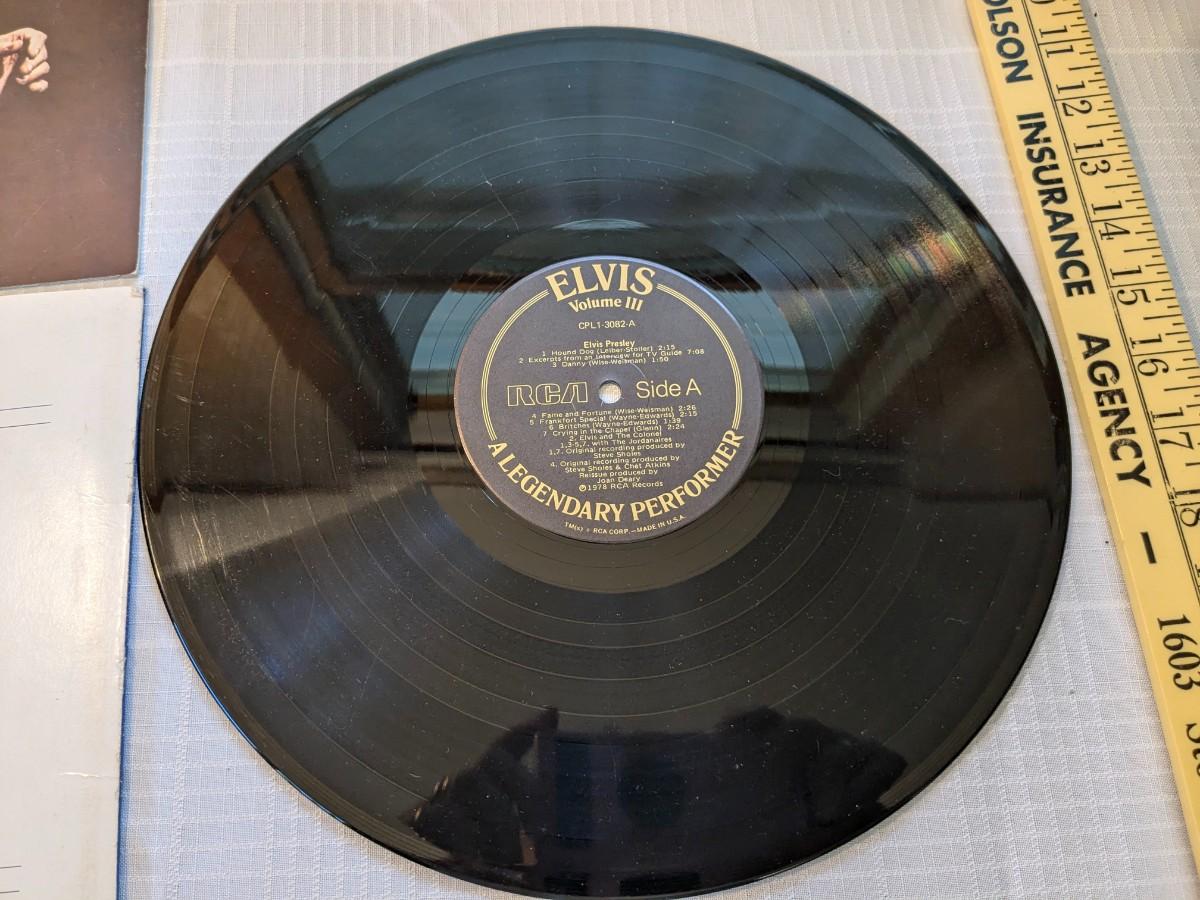 ELVIS
Volume III
CPL1-3082-A
Elvis Presley
1 Hound Dog (Leiber-Stoller) 2:15
2 Excerpts from an Interview for TV Guide 7:08
3 Danny (Wise-Weisman) 1:50
RCA Side A
4 Fame and Fortune (Wise-Weisman) 2:26
5 Frankfort Special (Wayne-Edwards) 2:15
6 Britches (Wayne-Edwards) 1:39
7 Crying in the Chapel (Glenn) 2:24
2. Elvis and The Colonel
1,3-5,7. with The Jordanaires
1,7. Original recording produced by
Steve Sholes
4. Original recording produced by
Steve Sholes & Chet Atkins
Reissue produced by
Joan Deary
℗1978 RCA Records
A LEGENDARY PERFORMER
TM(s) ® RCA CORP.—MADE IN U.S.A.
OLSON INSURANCE AGENCY - 1603
11 12 13 14 15 16 17 18